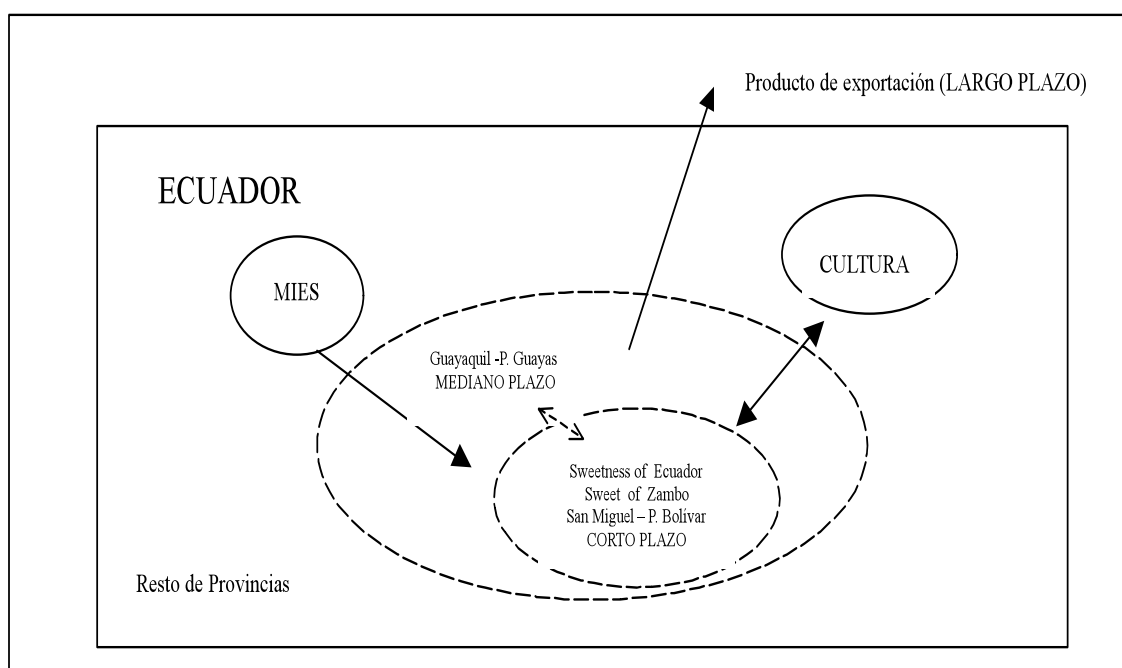 Producto de exportación (LARGO PLAZO)
ECUADOR
MIES
CULTURA
Guayaquil -P. Guayas
MEDIANO PLAZO
Sweetness of Ecuador
Sweet of Zambo
San Miguel – P. Bolivar
CORTO PLAZO
Resto de Provincias